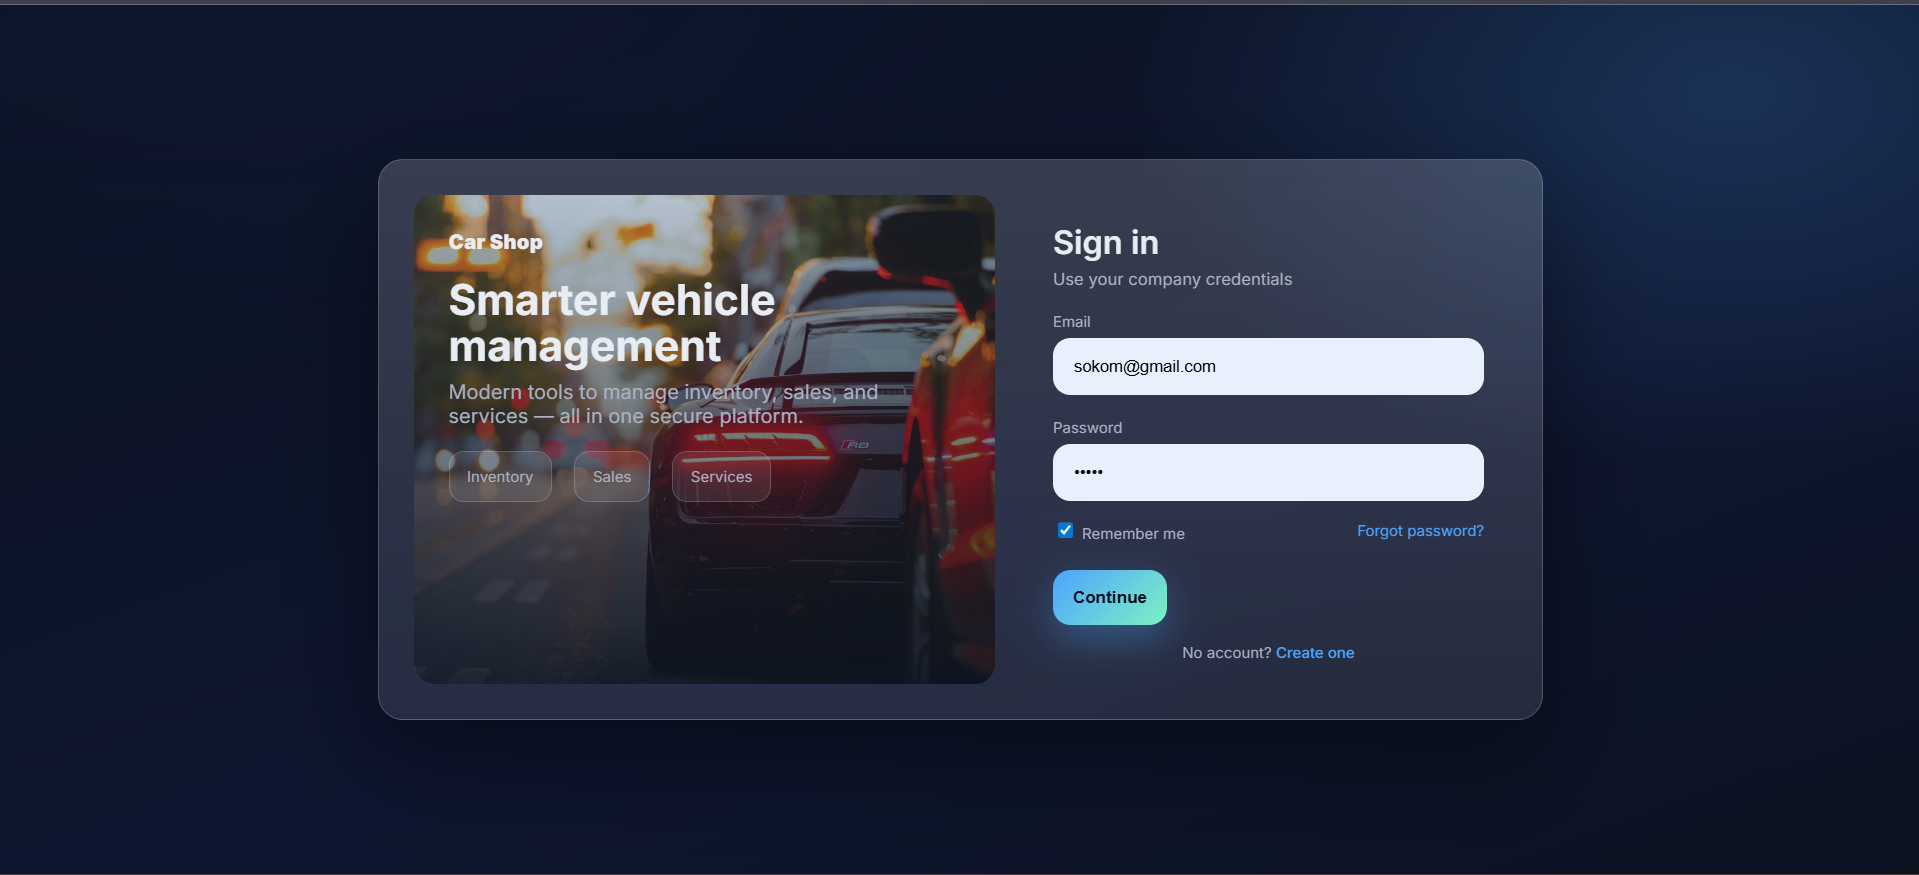 Car Shop
Smarter vehicle
management
Modern tools to manage inventory, sales, and
services — all in one secure platform.
Inventory
Sales
Services
R8
Sign in
Use your company credentials
Email
sokom@gmail.com
Password
•••••
Remember me
Forgot password?
Continue
No account? Create one